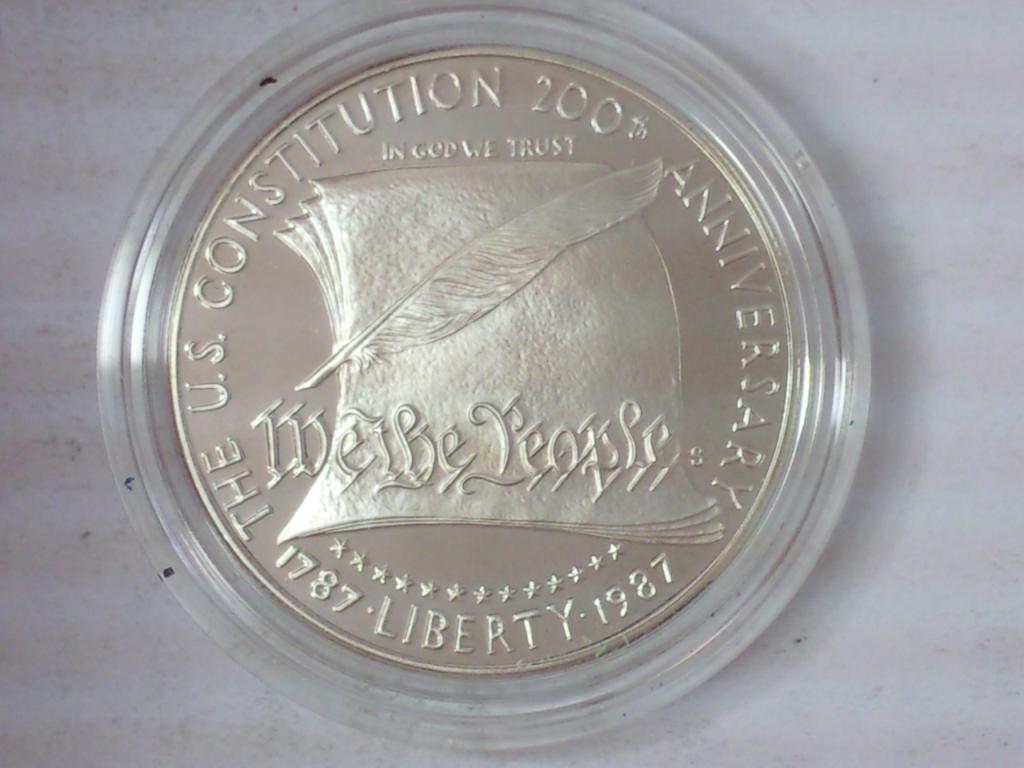 THE U.S. CONSTITUTION 200th ANNIVERSARY
IN GOD WE TRUST
We the People
S
1787 · LIBERTY · 1987